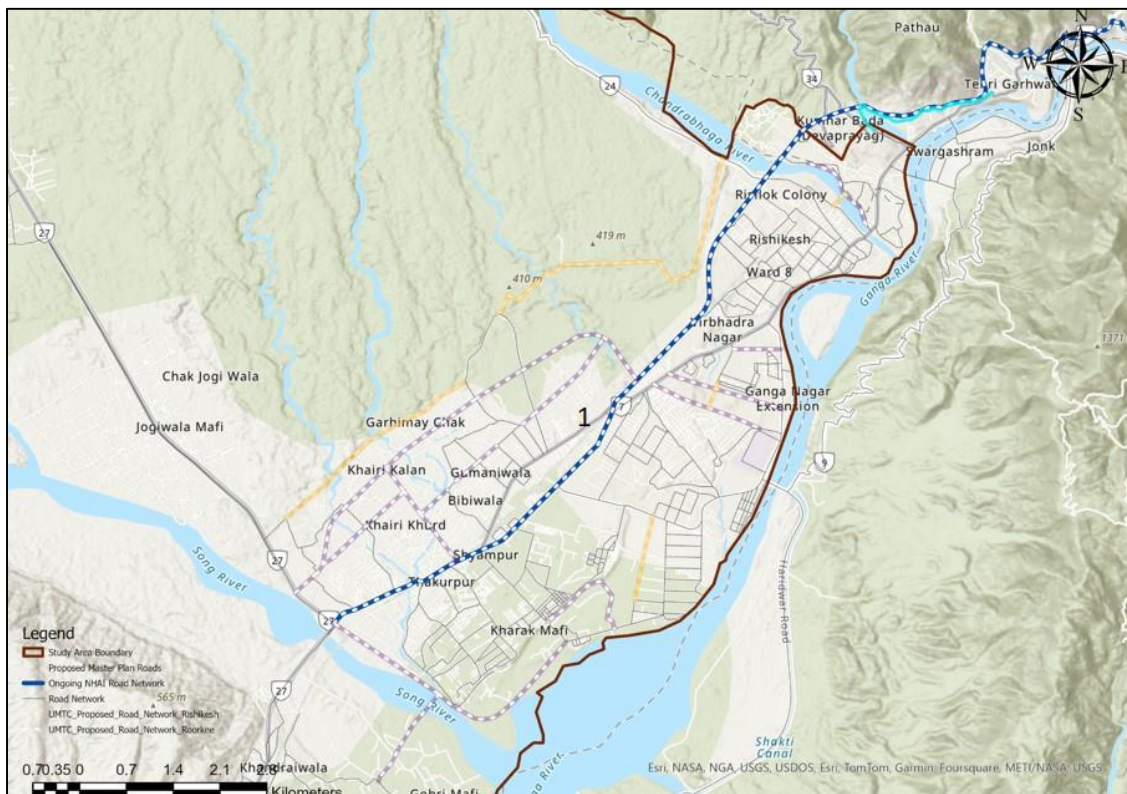 Pathau
N
W
E
S
Tehri Garhwal
34
24
Chandrabhaga River
Kumhar Bada
(Devaprayag)
Swargashram
Jonk
Rishlok Colony
27
419 m
Rishikesh
Ward 8
Ganga River
410 m
Virbhadra
Nagar
1371
Chak Jogi Wala
Ganga Nagar
Extension
Garhimay Chak
1
7
Jogiwala Mafi
Khairi Kalan
Gumaniwala
9
Bibiwala
Khairi Khurd
Shyampur
27
Song River
Thakurpur
Haridwar Road
27
Kharak Mafi
Legend
Study Area Boundary
Proposed Master Plan Roads
Ongoing NHAI Road Network
Road Network
565 m
UMTC_Proposed_Road_Network_Rishikesh
UMTC_Proposed_Road_Network_Roorkee
27
Song River
Shakti
Canal
Khandraiwala
0.70.35 0 0.7 1.4 2.1 2.8
Kilometers
Gohri Mafi
Ganga River
Esri, NASA, NGA, USGS, USDOS, Esri, TomTom, Garmin, Foursquare, METI/NASA, USGS